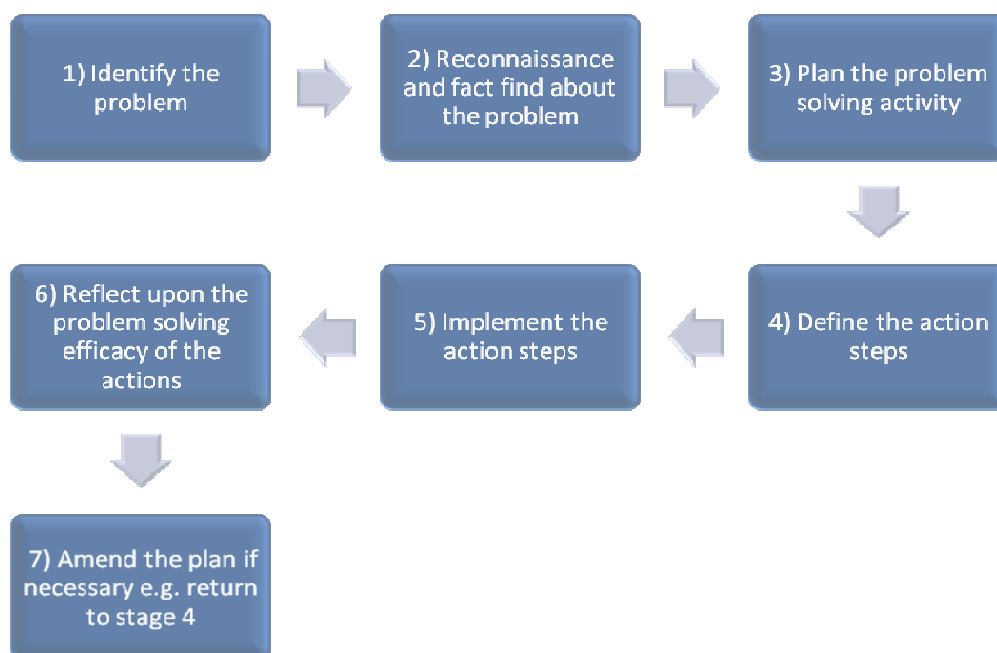 1) Identify the
problem
2) Reconnaissance
and fact find about
the problem
3) Plan the problem
solving activity
4) Define the action
steps
5) Implement the
action steps
6) Reflect upon the
problem solving
efficacy of the
actions
7) Amend the plan if
necessary e.g. return
to stage 4